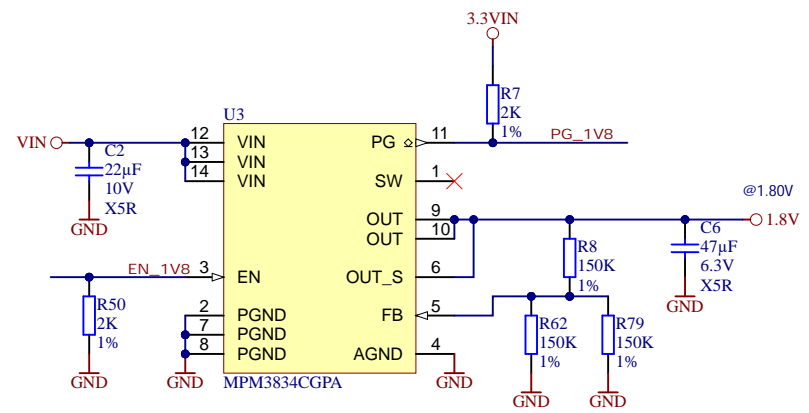 3.3VIN
R7
2K
1%
U3
VIN
C2
22µF
10V
X5R
GND
12
13
14
VIN
VIN
VIN
PG
11
PG_1V8
SW
1
@1.80V
OUT
OUT
9
10
1.8V
C6
47µF
6.3V
X5R
GND
R8
150K
1%
EN_1V8
3
EN
OUT_S
6
R50
2K
1%
GND
2
7
8
PGND
PGND
PGND
FB
5
R62
150K
1%
R79
150K
1%
AGND
4
GND
GND
GND
GND
MPM3834CGPA